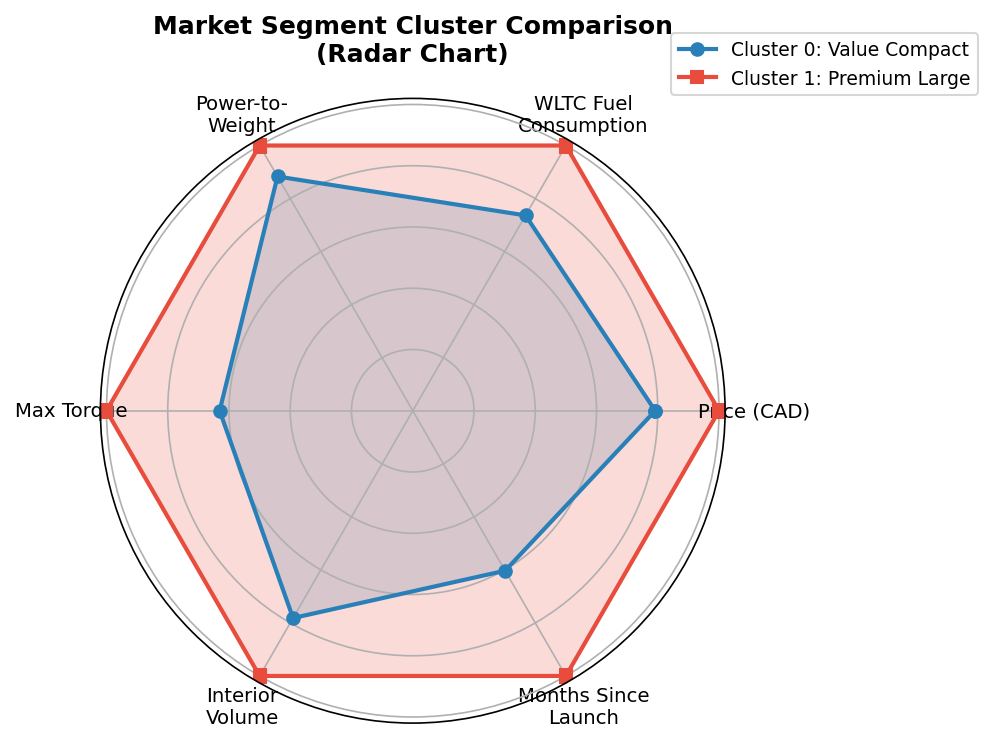 Market Segment Cluster Comparison
(Radar Chart)
Cluster 0: Value Compact
Cluster 1: Premium Large
Power-to-
Weight
WLTC Fuel
Consumption
Max Torque
Price (CAD)
Interior
Volume
Months Since
Launch